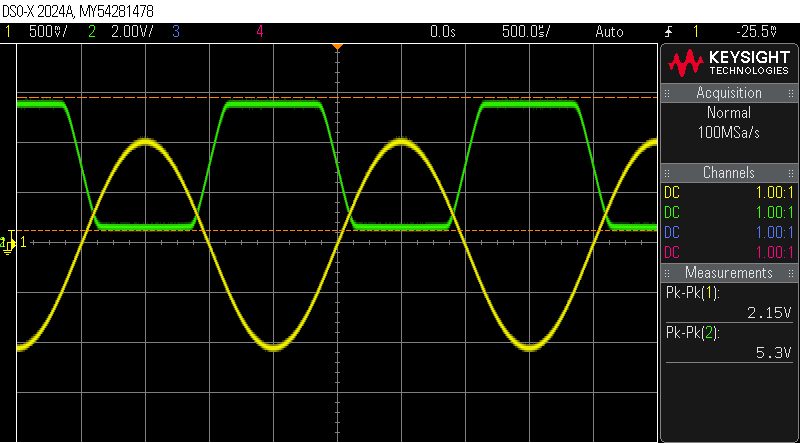 DSO-X 2024A, MY54281478
1 500mV/ 2 2.00V/ 3 4 0.0s 500.0us/ Auto 1 -25.5mV
KEYSIGHT
TECHNOLOGIES
Acquisition
Normal
100MSa/s
Channels
DC 1.00:1
DC 1.00:1
DC 1.00:1
DC 1.00:1
Measurements
Pk-Pk(1):
2.15V
Pk-Pk(2):
5.3V
1